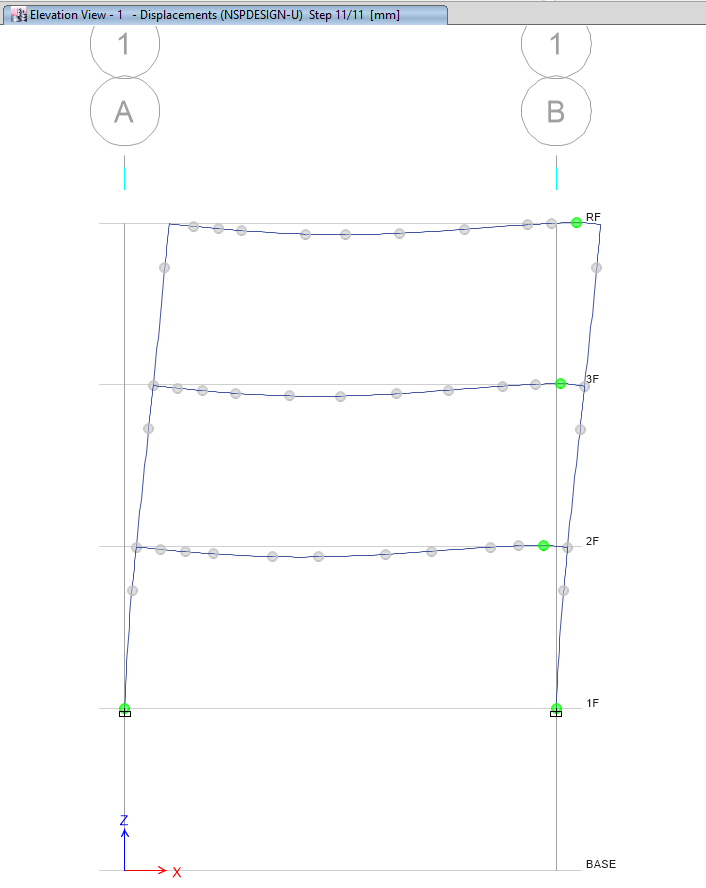 Elevation View - 1 - Displacements (NSPDESIGN-U) Step 11/11 [mm]
1 1
A B
RF
3F
2F
1F
Z
X
BASE